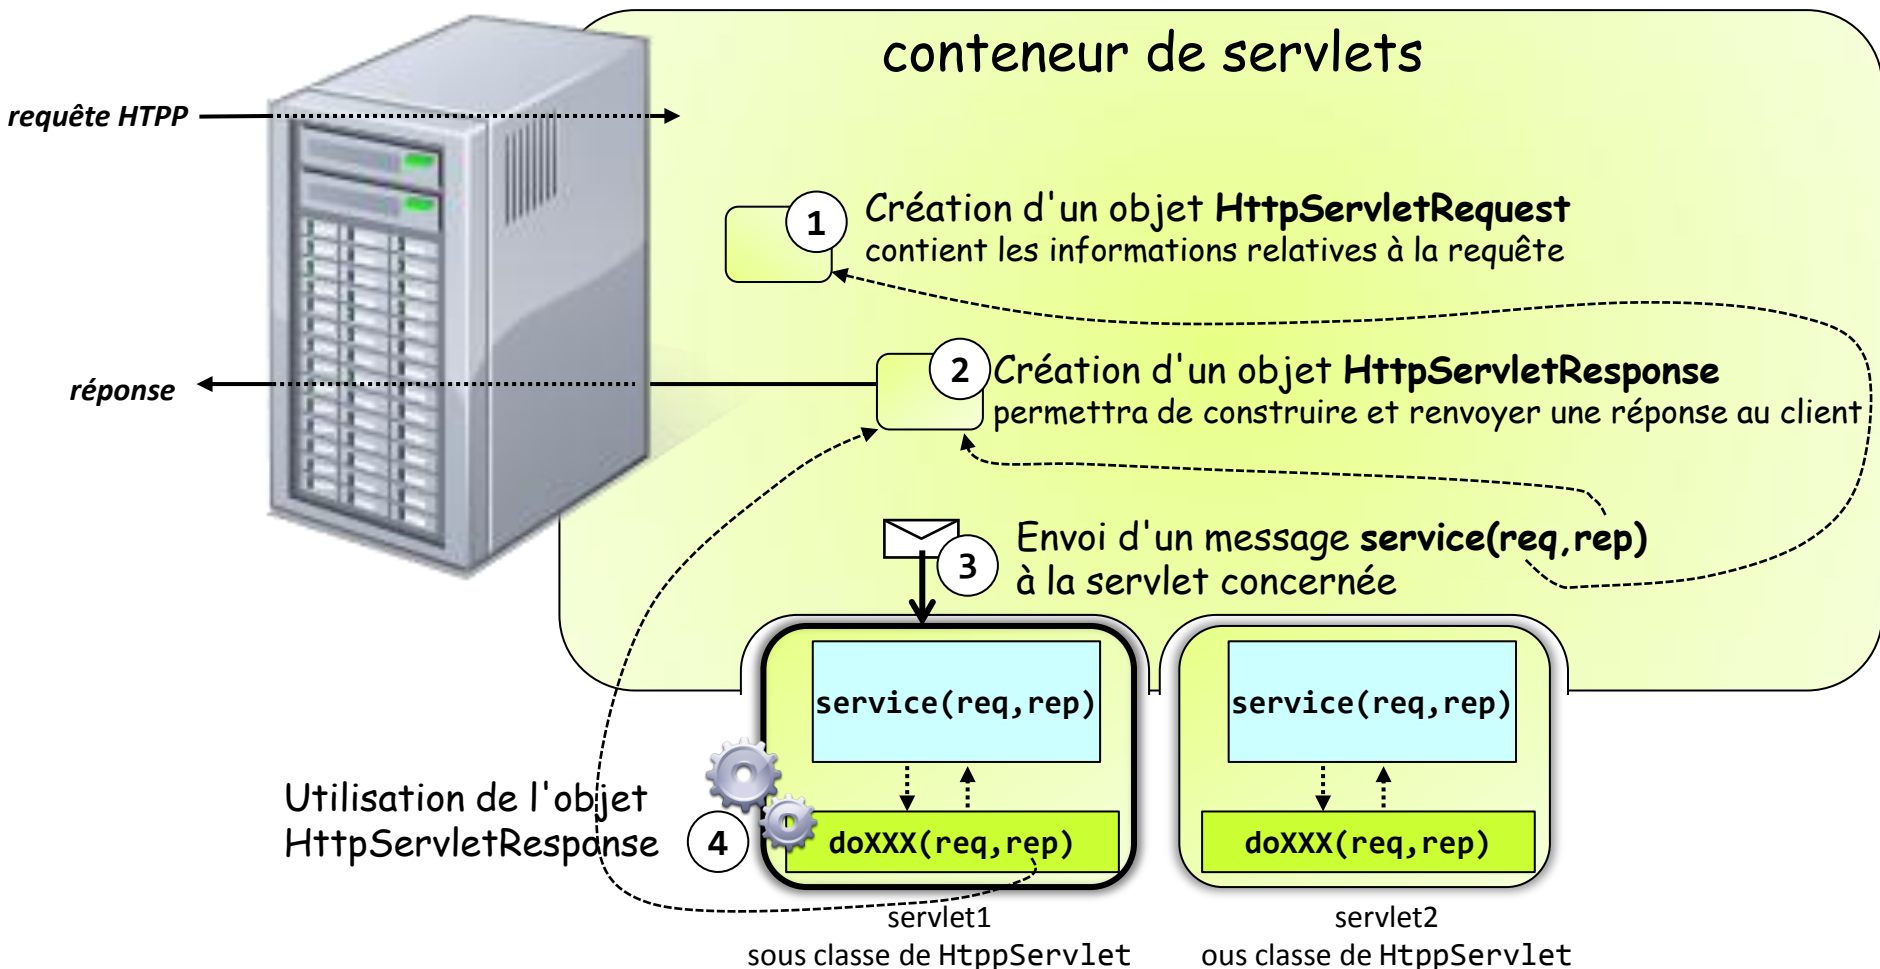 conteneur de servlets
requête HTPP
1
Création d'un objet HttpServletRequest
contient les informations relatives à la requête
2
Création d'un objet HttpServletResponse
permettra de construire et renvoyer une réponse au client
réponse
3
Envoi d'un message service(req,rep)
à la servlet concernée
service(req,rep)
service(req,rep)
Utilisation de l'objet
HttpServletResponse
4
doXXX(req,rep)
doXXX(req,rep)
servlet1
sous classe de HtppServlet
servlet2
ous classe de HtppServlet